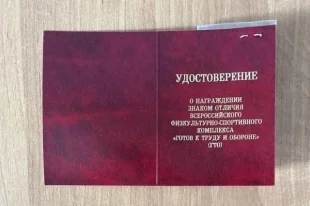 УДОСТОВЕРЕНИЕ
О НАГРАЖДЕНИИ
ЗНАКОМ ОТЛИЧИЯ
ВСЕРОССИЙСКОГО
ФИЗКУЛЬТУРНО-СПОРТИВНОГО
КОМПЛЕКСА
«ГОТОВ К ТРУДУ И ОБОРОНЕ»
(ГТО)